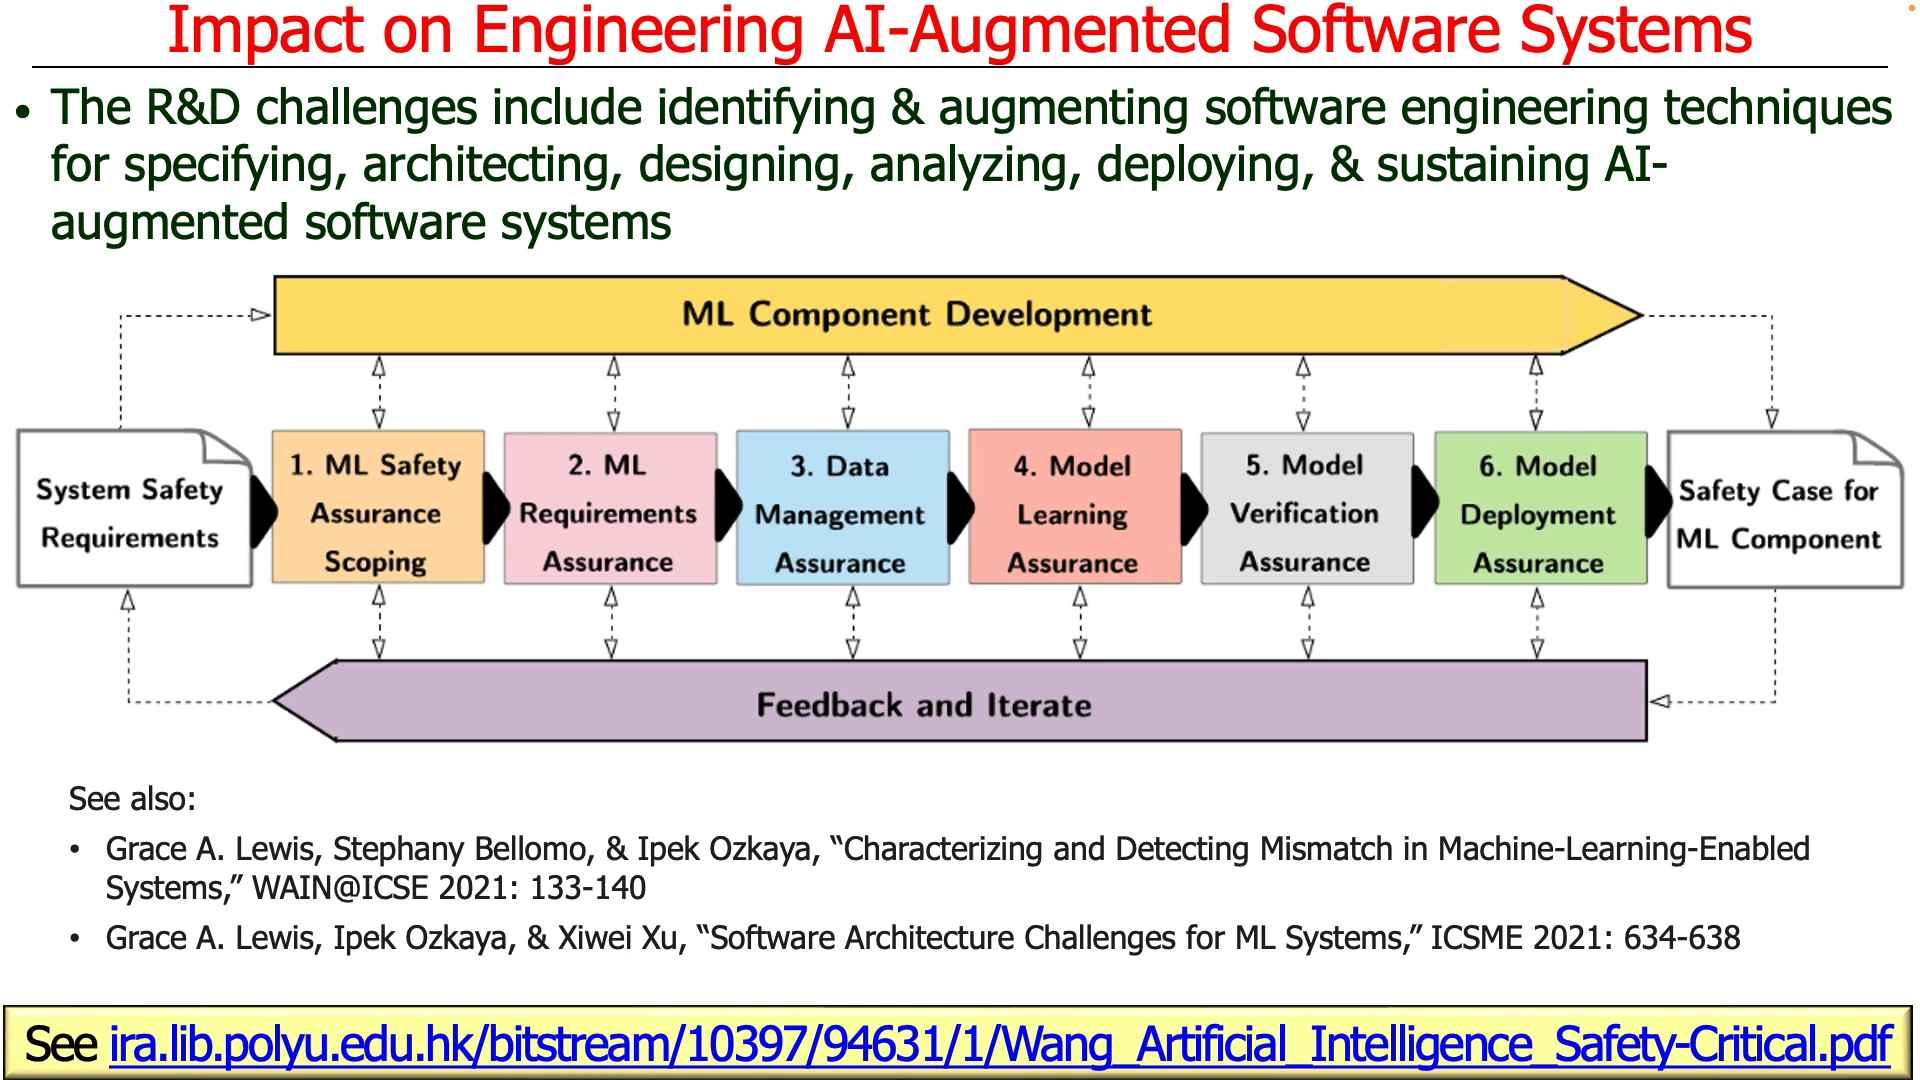 Impact on Engineering AI-Augmented Software Systems
• The R&D challenges include identifying & augmenting software engineering techniques
for specifying, architecting, designing, analyzing, deploying, & sustaining AI-
augmented software systems
ML Component Development
System Safety
Requirements
1. ML Safety
Assurance
Scoping
2. ML
Requirements
Assurance
3. Data
Management
Assurance
4. Model
Learning
Assurance
5. Model
Verification
Assurance
6. Model
Deployment
Assurance
Safety Case for
ML Component
Feedback and Iterate
See also:
• Grace A. Lewis, Stephany Bellomo, & Ipek Ozkaya, “Characterizing and Detecting Mismatch in Machine-Learning-Enabled
Systems,” WAIN@ICSE 2021: 133-140
• Grace A. Lewis, Ipek Ozkaya, & Xiwei Xu, “Software Architecture Challenges for ML Systems,” ICSME 2021: 634-638
See ira.lib.polyu.edu.hk/bitstream/10397/94631/1/Wang_Artificial_Intelligence_Safety-Critical.pdf